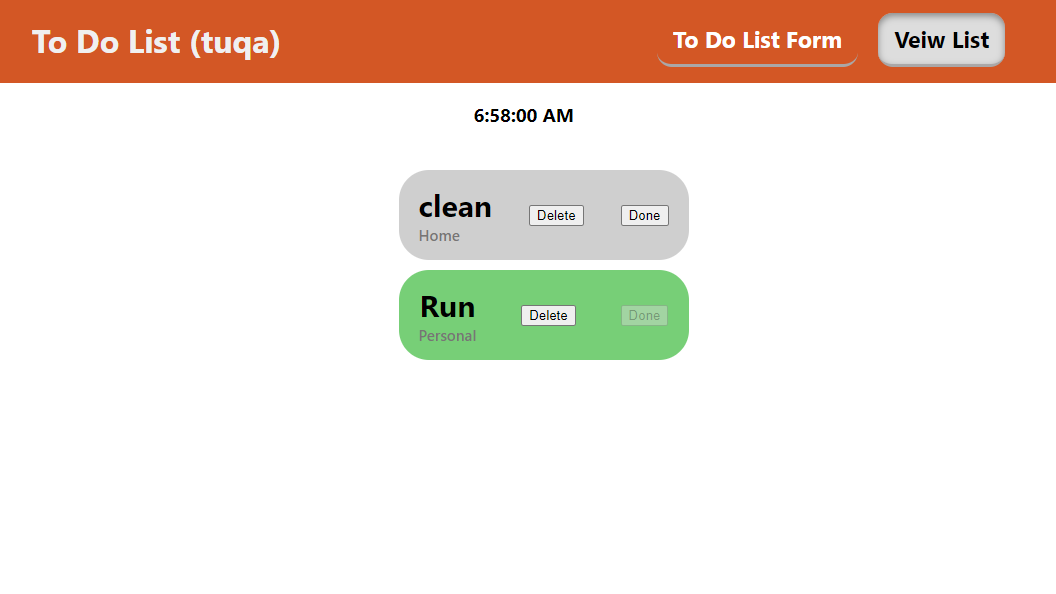 To Do List (tuqa)
To Do List Form
Veiw List
6:58:00 AM
clean
Home
Delete
Done
Run
Personal
Delete
Done